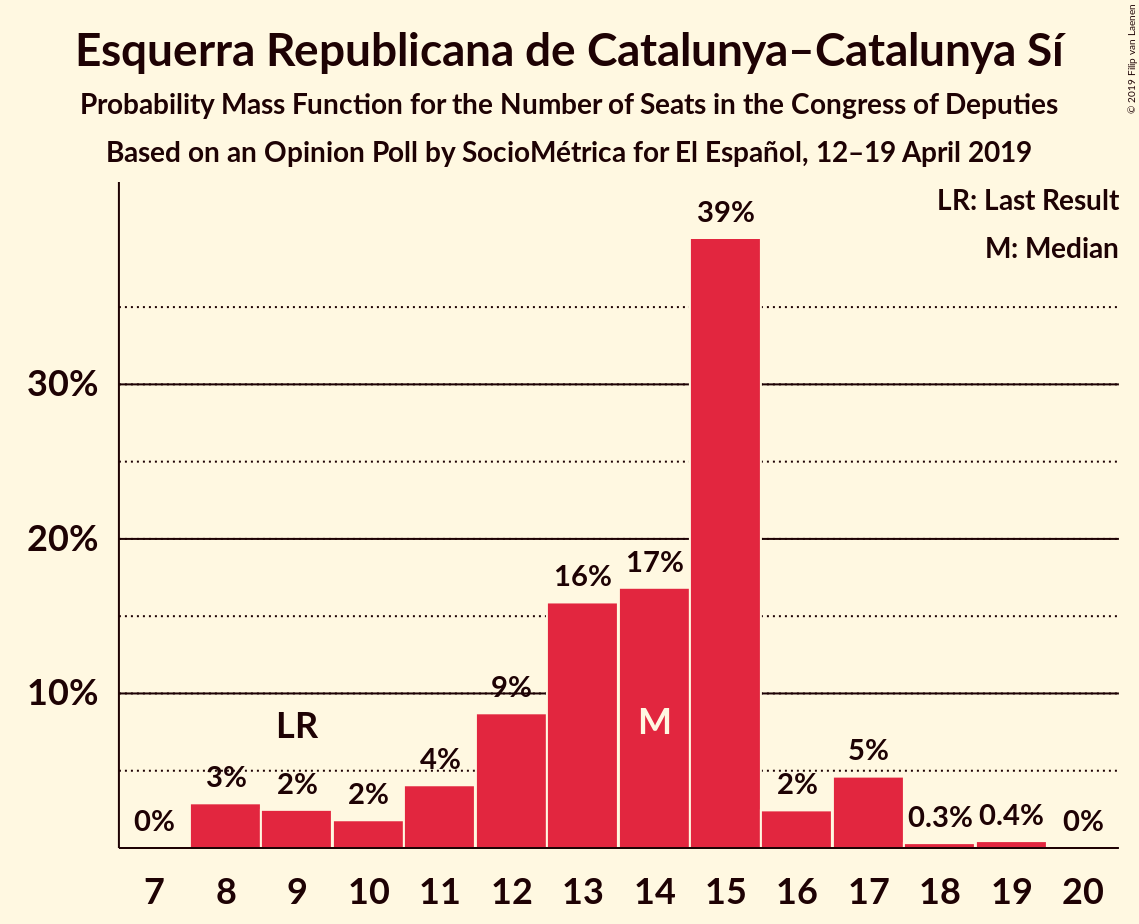 Esquerra Republicana de Catalunya–Catalunya Sí
Probability Mass Function for the Number of Seats in the Congress of Deputies
Based on an Opinion Poll by SocioMétrica for El Español, 12–19 April 2019
© 2019 Filip van Laenen
LR: Last Result
M: Median
39%
30%
20%
17%
16%
10%
9%
LR
M
5%
4%
3%
2%
2%
2%
0%
0.3%
0.4%
0%
7 8 9 10 11 12 13 14 15 16 17 18 19 20